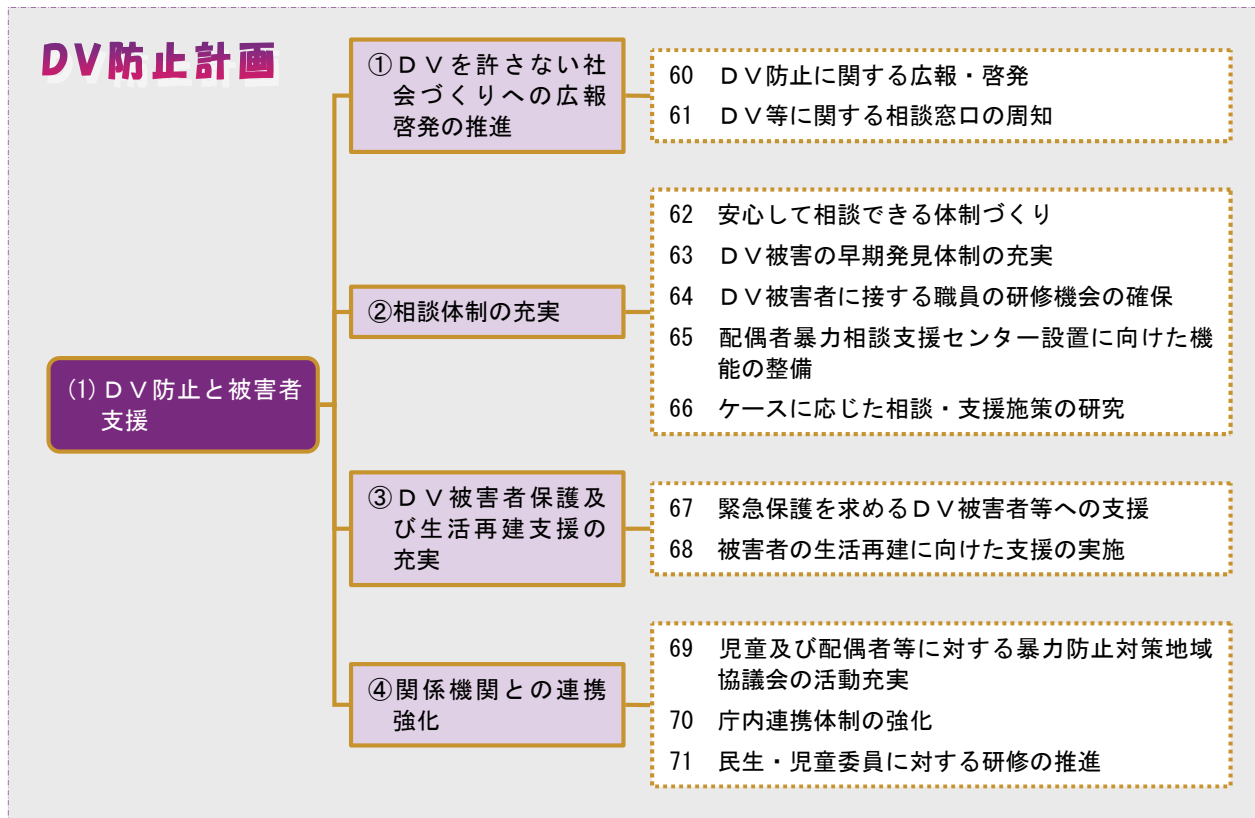 DV防止計画
(1)ＤＶ防止と被害者
支援
①ＤＶを許さない社
会づくりへの広報
啓発の推進
60　ＤＶ防止に関する広報・啓発
61　ＤＶ等に関する相談窓口の周知
②相談体制の充実
62　安心して相談できる体制づくり
63　ＤＶ被害の早期発見体制の充実
64　ＤＶ被害者に接する職員の研修機会の確保
65　配偶者暴力相談支援センター設置に向けた機
能の整備
66　ケースに応じた相談・支援施策の研究
③ＤＶ被害者保護及
び生活再建支援の
充実
67　緊急保護を求めるＤＶ被害者等への支援
68　被害者の生活再建に向けた支援の実施
④関係機関との連携
強化
69　児童及び配偶者等に対する暴力防止対策地域
協議会の活動充実
70　庁内連携体制の強化
71　民生・児童委員に対する研修の推進